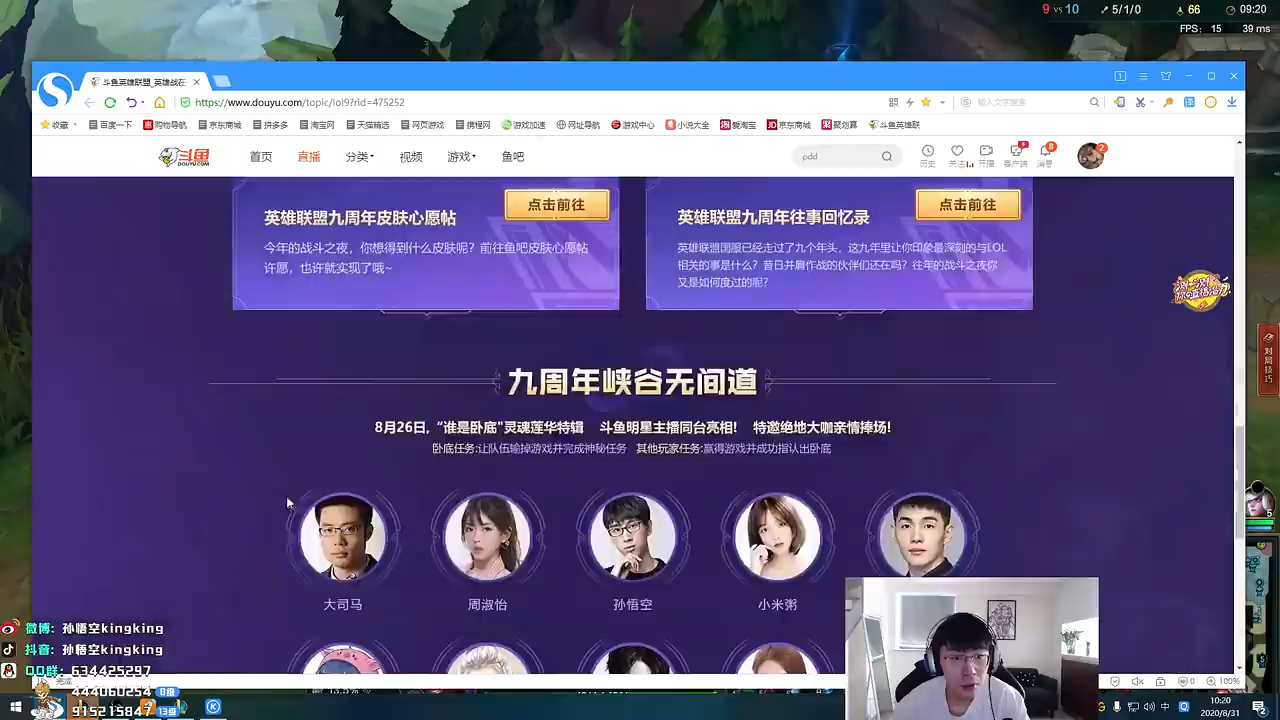 9 vs 10 5/1/0 66 09:20
FPS: 15 39 ms
斗鱼英雄联盟_英雄战在
https://www.douyu.com/topic/lol9?rid=475252
输入文字搜索
收藏 百度一下 购物导航 京东商城 拼多多 淘宝网 天猫精选 网页游戏 携程网 游戏加速 网址导航 游戏中心 小说大全 爱淘宝 京东商城 聚划算 斗鱼英雄联
斗鱼 DOUYU.COM 首页 直播 分类 视频 游戏 鱼吧 pdd 历史 关注 开播 客户端 消息 8 2
英雄联盟九周年皮肤心愿帖 点击前往
今年的战斗之夜，你想得到什么皮肤呢？前往鱼吧皮肤心愿帖
许愿，也许就实现了哦~
英雄联盟九周年往事回忆录 点击前往
英雄联盟国服已经走过了九个年头，这九年里让你印象最深刻的与LOL
相关的事是什么？昔日并肩作战的伙伴们还在吗？往年的战斗之夜你
又是如何度过的呢？
对局技巧
九周年峡谷无间道
8月26日，“谁是卧底"灵魂莲华特辑 斗鱼明星主播同台亮相！ 特邀绝地大咖亲情捧场！
卧底任务:让队伍输掉游戏并完成神秘任务 其他玩家任务:赢得游戏并成功指认出卧底
大司马 周淑怡 孙悟空 小米粥
微博：孙悟空kingking
抖音：孙悟空kingking
QQ群：634425297
444060254 8级
915215847 13级
完成
0 100%
中
10:20
2020/8/31
2